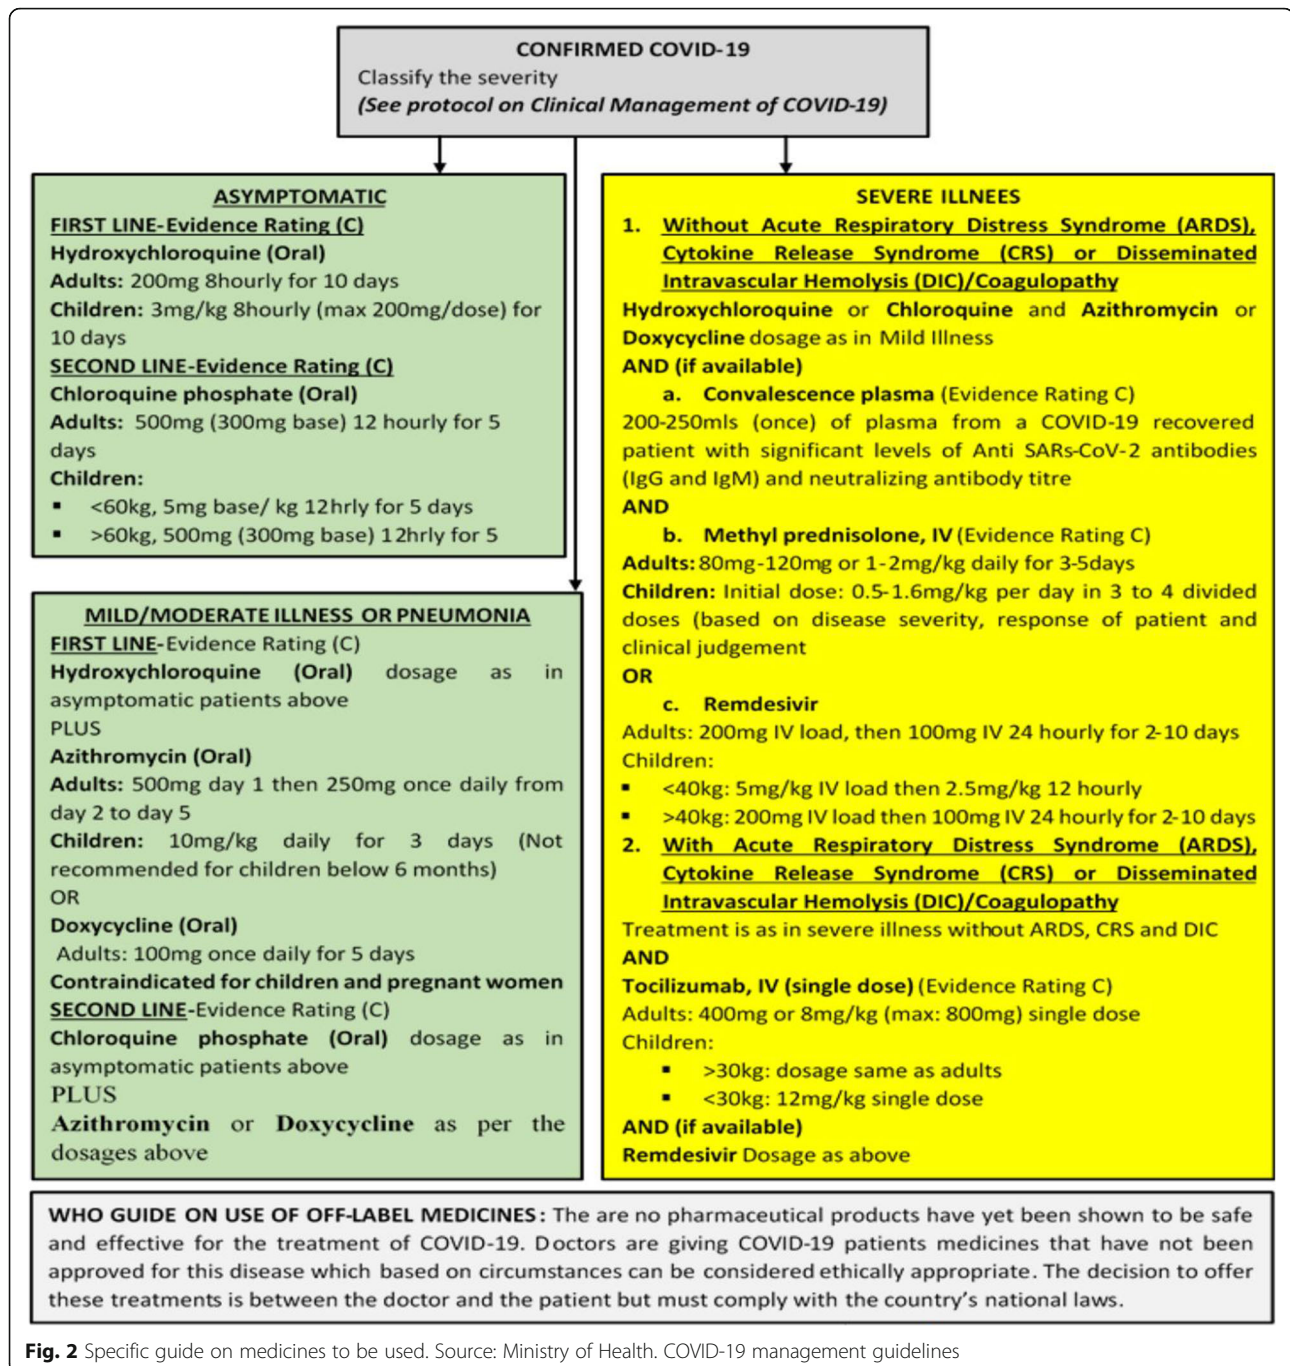 CONFIRMED COVID-19
Classify the severity
(See protocol on Clinical Management of COVID-19)
ASYMPTOMATIC
FIRST LINE-Evidence Rating (C)
Hydroxychloroquine (Oral)
Adults: 200mg 8hourly for 10 days
Children: 3mg/kg 8hourly (max 200mg/dose) for
10 days
SECOND LINE-Evidence Rating (C)
Chloroquine phosphate (Oral)
Adults: 500mg (300mg base) 12 hourly for 5
days
Children:
▪ <60kg, 5mg base/ kg 12hrly for 5 days
▪ >60kg, 500mg (300mg base) 12hrly for 5
MILD/MODERATE ILLNESS OR PNEUMONIA
FIRST LINE-Evidence Rating (C)
Hydroxychloroquine (Oral) dosage as in
asymptomatic patients above
PLUS
Azithromycin (Oral)
Adults: 500mg day 1 then 250mg once daily from
day 2 to day 5
Children: 10mg/kg daily for 3 days (Not
recommended for children below 6 months)
OR
Doxycycline (Oral)
Adults: 100mg once daily for 5 days
Contraindicated for children and pregnant women
SECOND LINE-Evidence Rating (C)
Chloroquine phosphate (Oral) dosage as in
asymptomatic patients above
PLUS
Azithromycin or Doxycycline as per the
dosages above
SEVERE ILLNEES
1. Without Acute Respiratory Distress Syndrome (ARDS),
Cytokine Release Syndrome (CRS) or Disseminated
Intravascular Hemolysis (DIC)/Coagulopathy
Hydroxychloroquine or Chloroquine and Azithromycin or
Doxycycline dosage as in Mild Illness
AND (if available)
a. Convalescence plasma (Evidence Rating C)
200-250mls (once) of plasma from a COVID-19 recovered
patient with significant levels of Anti SARs-CoV-2 antibodies
(IgG and IgM) and neutralizing antibody titre
AND
b. Methyl prednisolone, IV (Evidence Rating C)
Adults: 80mg-120mg or 1-2mg/kg daily for 3-5days
Children: Initial dose: 0.5-1.6mg/kg per day in 3 to 4 divided
doses (based on disease severity, response of patient and
clinical judgement
OR
c. Remdesivir
Adults: 200mg IV load, then 100mg IV 24 hourly for 2-10 days
Children:
▪ <40kg: 5mg/kg IV load then 2.5mg/kg 12 hourly
▪ >40kg: 200mg IV load then 100mg IV 24 hourly for 2-10 days
2. With Acute Respiratory Distress Syndrome (ARDS),
Cytokine Release Syndrome (CRS) or Disseminated
Intravascular Hemolysis (DIC)/Coagulopathy
Treatment is as in severe illness without ARDS, CRS and DIC
AND
Tocilizumab, IV (single dose) (Evidence Rating C)
Adults: 400mg or 8mg/kg (max: 800mg) single dose
Children:
▪ >30kg: dosage same as adults
▪ <30kg: 12mg/kg single dose
AND (if available)
Remdesivir Dosage as above
WHO GUIDE ON USE OF OFF-LABEL MEDICINES: The are no pharmaceutical products have yet been shown to be safe
and effective for the treatment of COVID-19. Doctors are giving COVID-19 patients medicines that have not been
approved for this disease which based on circumstances can be considered ethically appropriate. The decision to offer
these treatments is between the doctor and the patient but must comply with the country's national laws.
Fig. 2 Specific guide on medicines to be used. Source: Ministry of Health. COVID-19 management guidelines